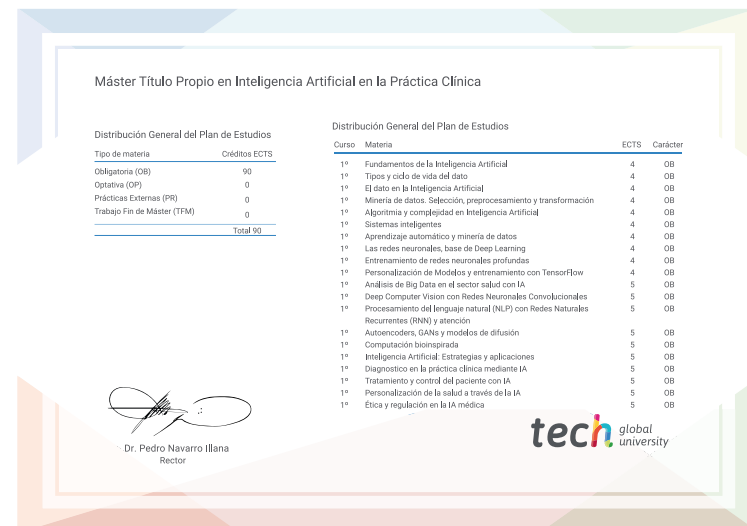 Máster Título Propio en Inteligencia Artificial en la Práctica Clínica
Distribución General del Plan de Estudios
Tipo de materia Créditos ECTS
Obligatoria (OB) 90
Optativa (OP) 0
Prácticas Externas (PR) 0
Trabajo Fin de Máster (TFM) 0
Total 90
Distribución General del Plan de Estudios
Curso Materia ECTS Carácter
1º Fundamentos de la Inteligencia Artificial 4 OB
1º Tipos y ciclo de vida del dato 4 OB
1º El dato en la Inteligencia Artificial 4 OB
1º Minería de datos. Selección, preprocesamiento y transformación 4 OB
1º Algoritmia y complejidad en Inteligencia Artificial 4 OB
1º Sistemas inteligentes 4 OB
1º Aprendizaje automático y minería de datos 4 OB
1º Las redes neuronales, base de Deep Learning 4 OB
1º Entrenamiento de redes neuronales profundas 4 OB
1º Personalización de Modelos y entrenamiento con TensorFlow 4 OB
1º Análisis de Big Data en el sector salud con IA 5 OB
1º Deep Computer Vision con Redes Neuronales Convolucionales 5 OB
1º Procesamiento del lenguaje natural (NLP) con Redes Naturales 5 OB
Recurrentes (RNN) y atención
1º Autoencoders, GANs y modelos de difusión 5 OB
1º Computación bioinspirada 5 OB
1º Inteligencia Artificial: Estrategias y aplicaciones 5 OB
1º Diagnostico en la práctica clínica mediante IA 5 OB
1º Tratamiento y control del paciente con IA 5 OB
1º Personalización de la salud a través de la IA 5 OB
1º Ética y regulación en la IA médica 5 OB
Dr. Pedro Navarro Illana
Rector
tech global
university